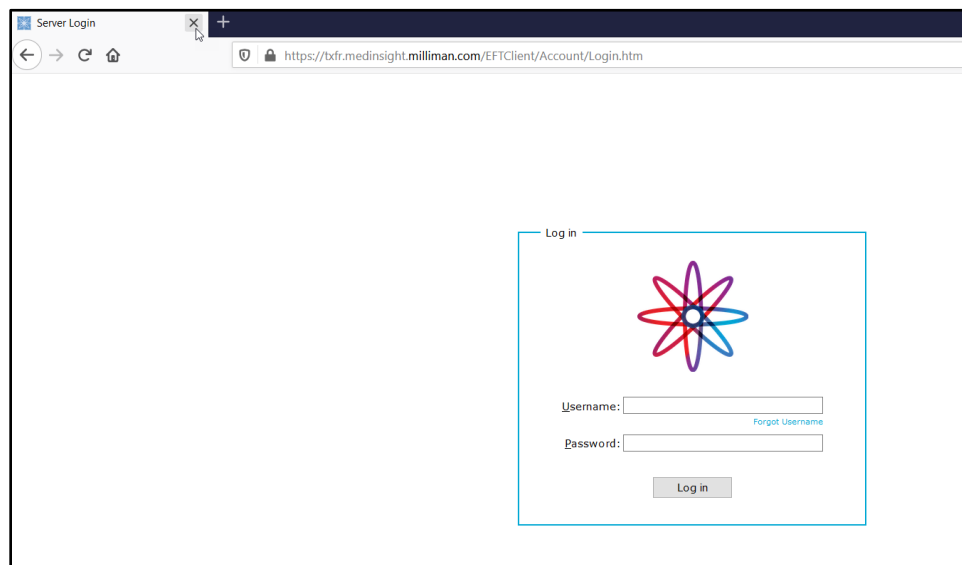 Server Login
https://txfr.medinsight.milliman.com/EFTClient/Account/Login.htm
Log in
Username:
Forgot Username
Password:
Log in